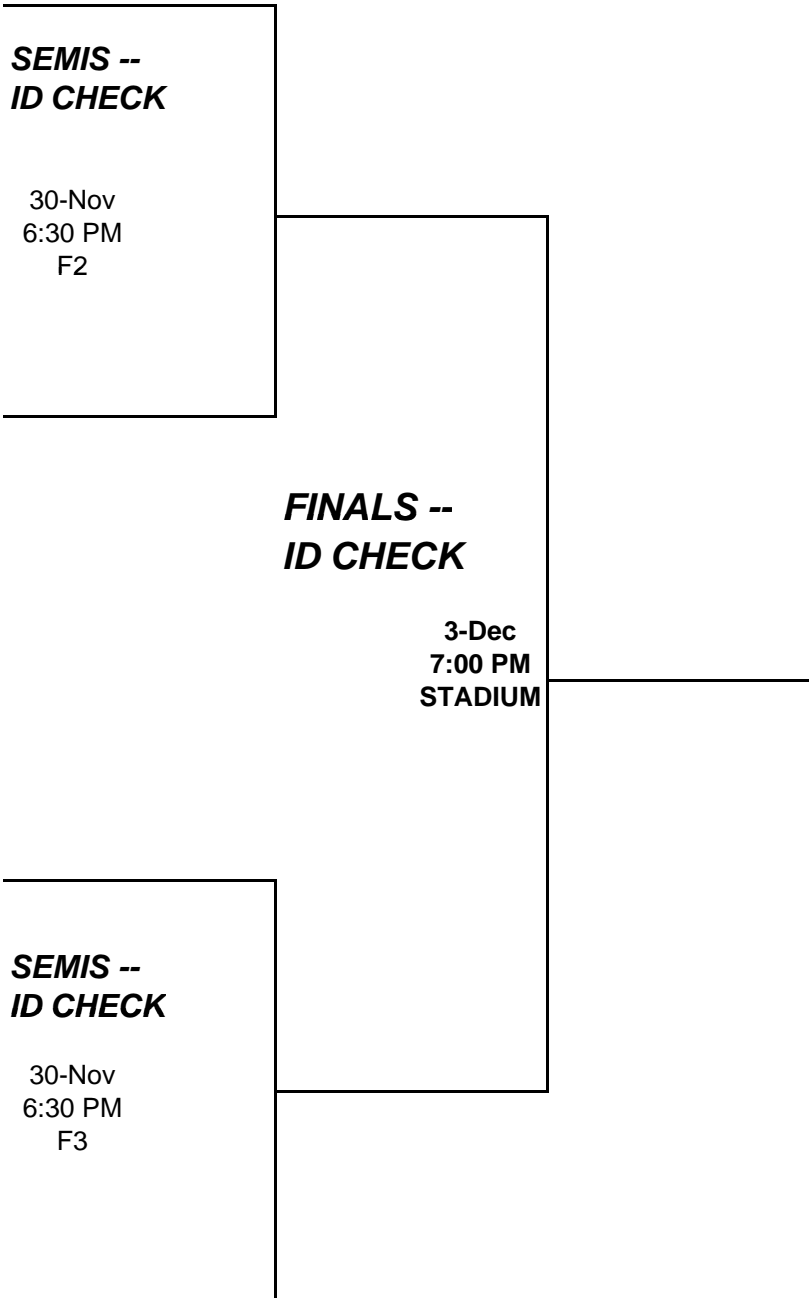 SEMIS --
ID CHECK
30-Nov
6:30 PM
F2
FINALS --
ID CHECK
3-Dec
7:00 PM
STADIUM
SEMIS --
ID CHECK
30-Nov
6:30 PM
F3